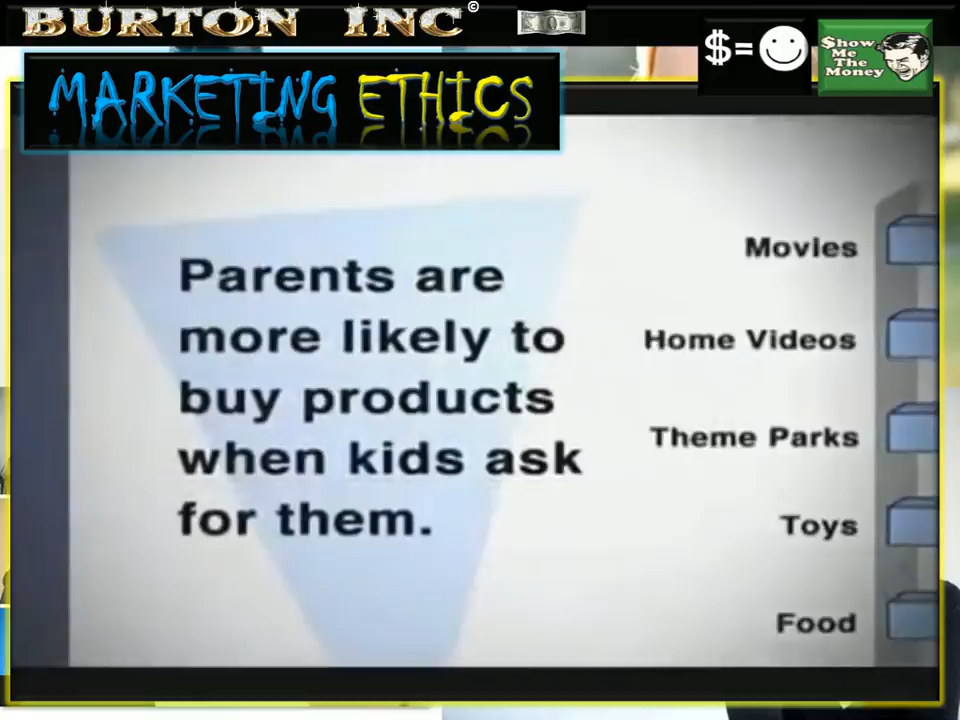 BURTON INC©
$=
$how
Me
The
Money
MARKETING ETHICS
Parents are
more likely to
buy products
when kids ask
for them.
Movies
Home Videos
Theme Parks
Toys
Food